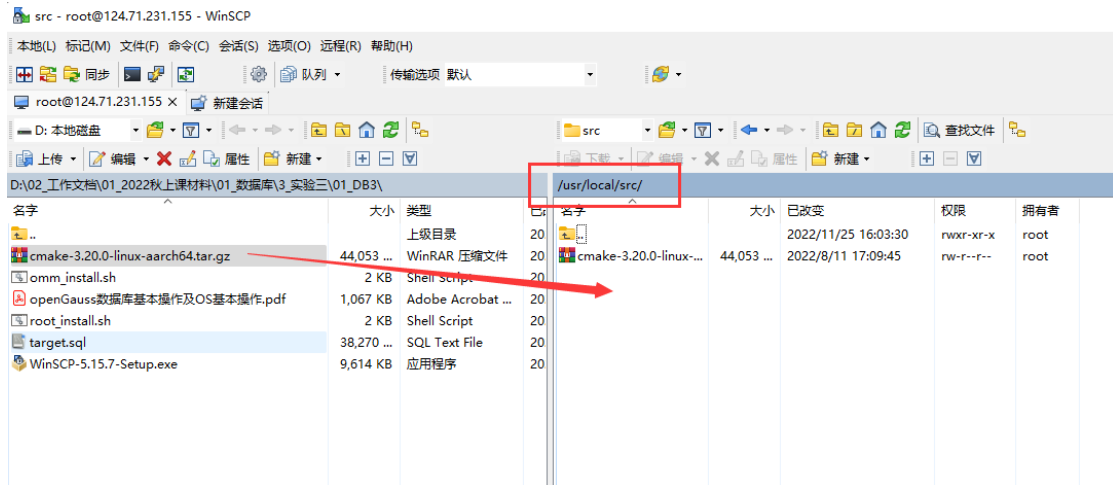 src - root@124.71.231.155 - WinSCP
本地(L) 标记(M) 文件(F) 命令(C) 会话(S) 选项(O) 远程(R) 帮助(H)
同步 队列 传输选项 默认
root@124.71.231.155 × 新建会话
D: 本地磁盘 src 查找文件
上传 编辑 属性 新建 下载 编辑 属性 新建
D:\02_工作文档\01_2022秋上课材料\01_数据库\3_实验三\01_DB3\ /usr/local/src/
名字 大小 类型 名字 大小 已改变 权限 拥有者
.. 上级目录 20 .. 2022/11/25 16:03:30 rwxr-xr-x root
cmake-3.20.0-linux-aarch64.tar.gz 44,053 ... WinRAR 压缩文件 20 cmake-3.20.0-linux-... 44,053 ... 2022/8/11 17:09:45 rw-r--r-- root
omm_install.sh 2 KB Shell Script 20
openGauss数据库基本操作及OS基本操作.pdf 1,067 KB Adobe Acrobat ... 20
root_install.sh 2 KB Shell Script 20
target.sql 38,270 ... SQL Text File 20
WinSCP-5.15.7-Setup.exe 9,614 KB 应用程序 20